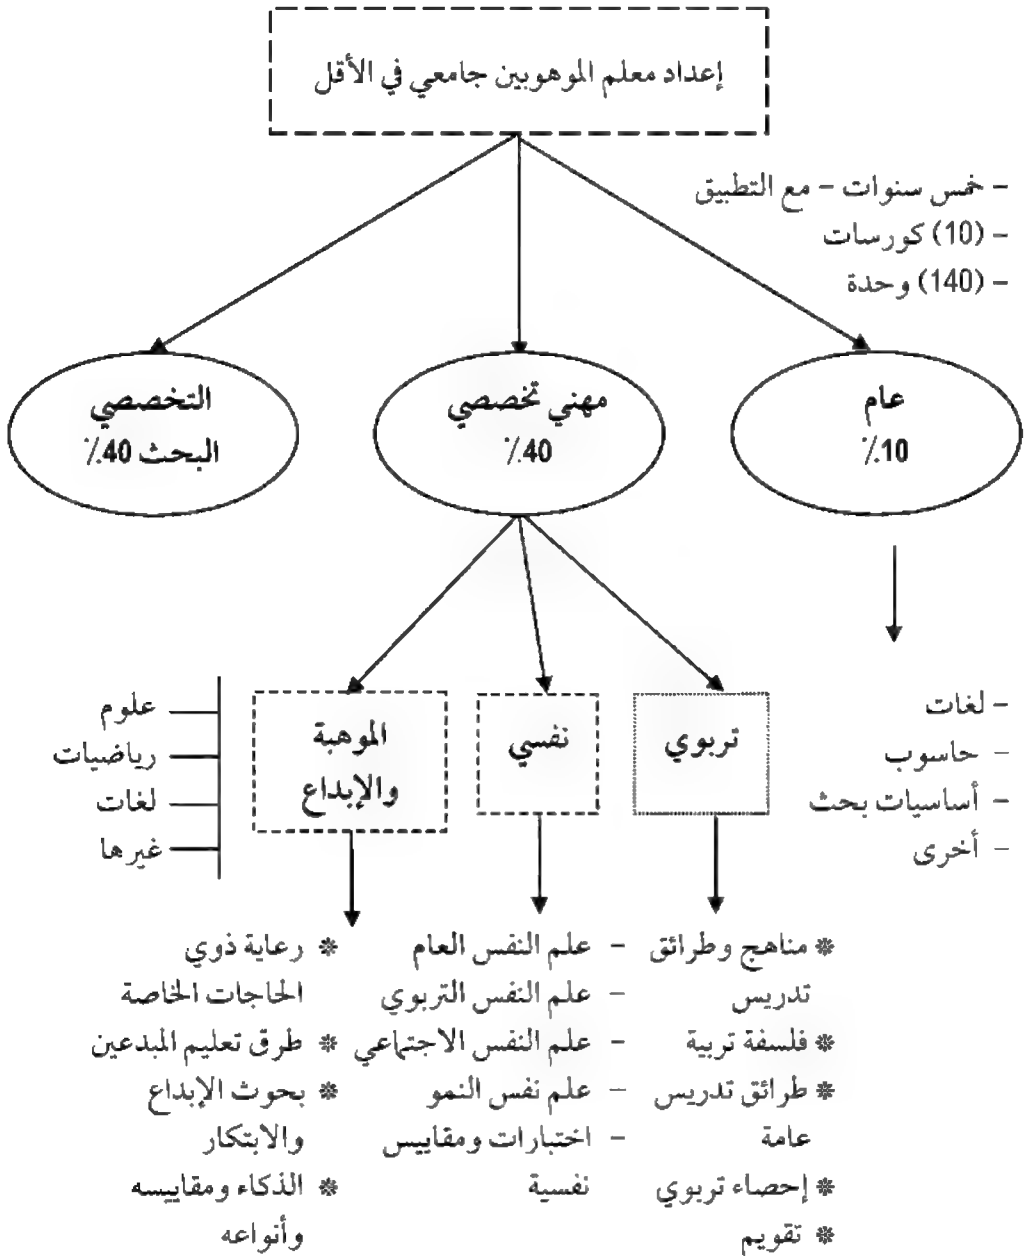 إعداد معلم الموهوبين جامعي في الأقل
– خمس سنوات – مع التطبيق
– (10) كورسات
– (140) وحدة
عام
10٪
مهني تخصصي
40٪
التخصصي
البحث 40٪
تربوي
نفسي
الموهبة
والإبداع
– لغات
– حاسوب
– أساسيات بحث
– أخرى
علوم
رياضيات
لغات
غيرها
* مناهج وطرائق
تدريس
* فلسفة تربية
* طرائق تدريس
عامة
* إحصاء تربوي
* تقويم
– علم النفس العام
– علم النفس التربوي
– علم النفس الاجتماعي
– علم نفس النمو
– اختبارات ومقاييس
نفسية
* رعاية ذوي
الحاجات الخاصة
* طرق تعليم المبدعين
* بحوث الإبداع
والابتكار
* الذكاء ومقاييسه
وأنواعه